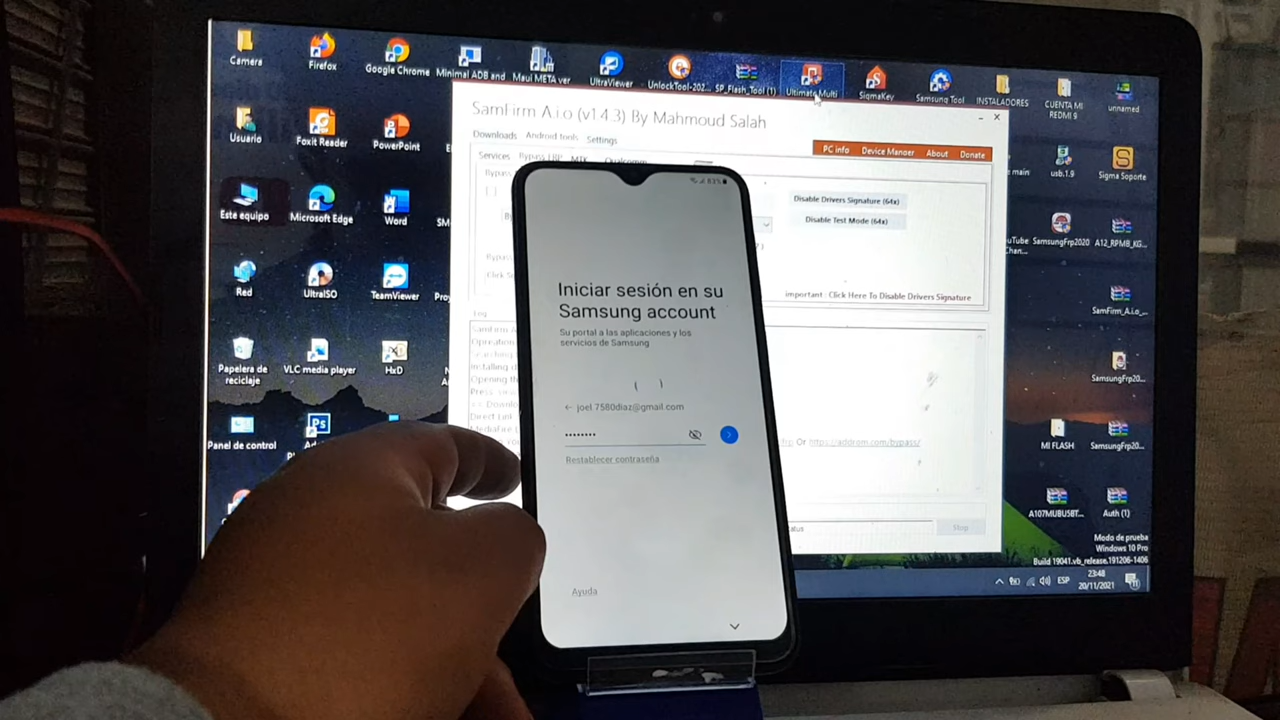 Camera
Firefox
Google Chrome
Minimal ADB and
Maui META ver
UltraViewer
UnlockTool-202...
SP_Flash_Tool (1)
Ultimate Multi
SigmaKey
Samsung Tool
INSTALADORES
CUENTA MI
REDMI 9
unnamed
Usuario
Foxit Reader
PowerPoint
Este equipo
Microsoft Edge
Word
Red
UltraISO
TeamViewer
Papelera de
reciclaje
VLC media player
HxD
Panel de control
Ps
SamFirm A.i.o (v1.4.3) By Mahmoud Salah
Downloads
Android tools
Settings
PC info
Device Manger
About
Donate
Services
Bypass FRP
MTK
Qualcomm
Disable Drivers Signature (64x)
Disable Test Mode (64x)
important : Click Here To Disable Drivers Signature
Log
Or https://addrom.com/bypass/
Stop
usb.1.9
Sigma Soporte
SamsungFrp2020
A12_RPMB_KG...
SamFirm_A.i.o_...
SamsungFrp20...
MI FLASH
SamsungFrp20...
A107MUBU5BT...
Auth (1)
Modo de prueba
Windows 10 Pro
Build 19041.vb_release.191206-1406
ESP
23:48
20/11/2021
83%
Iniciar sesión en su
Samsung account
Su portal a las aplicaciones y los
servicios de Samsung
joel.7580diaz@gmail.com
••••••••
Restablecer contraseña
Ayuda